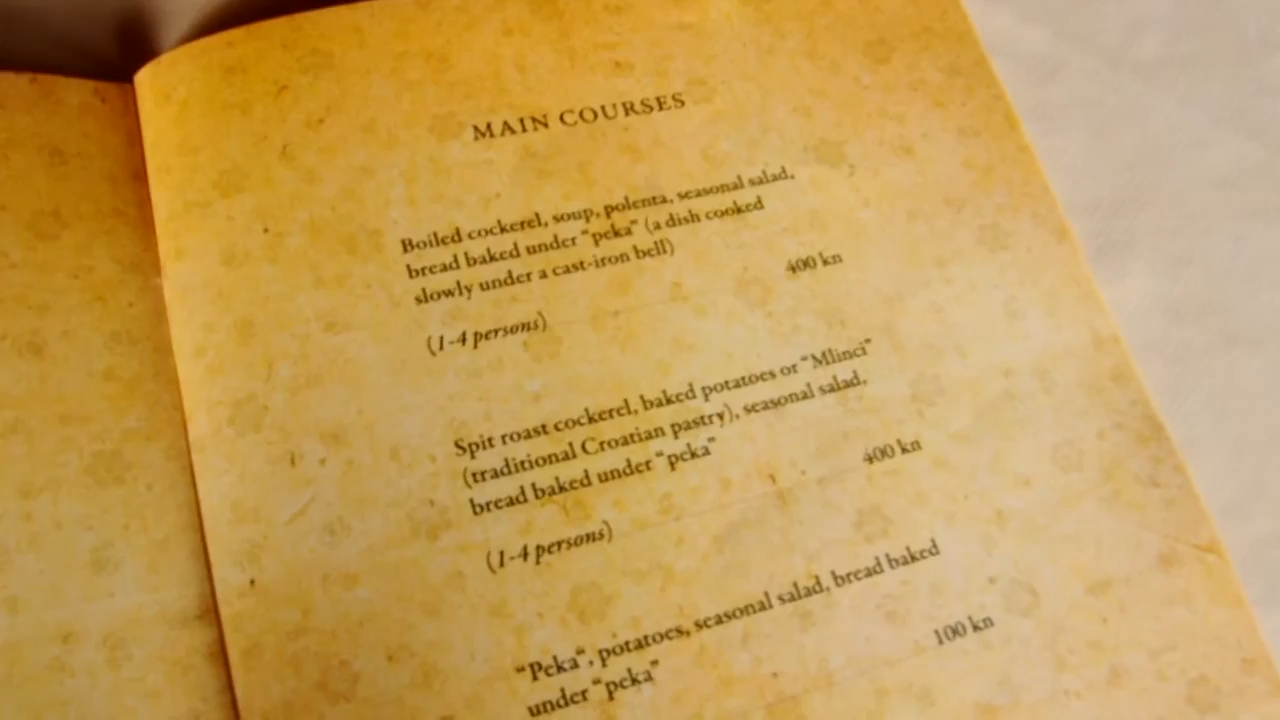 MAIN COURSES
Boiled cockerel, soup, polenta, seasonal salad,
bread baked under "peka" (a dish cooked
slowly under a cast-iron bell)
400 kn
(1-4 persons)
Spit roast cockerel, baked potatoes or "Mlinci"
(traditional Croatian pastry), seasonal salad,
bread baked under "peka"
400 kn
(1-4 persons)
"Peka“, potatoes, seasonal salad, bread baked
under "peka"
100 kn